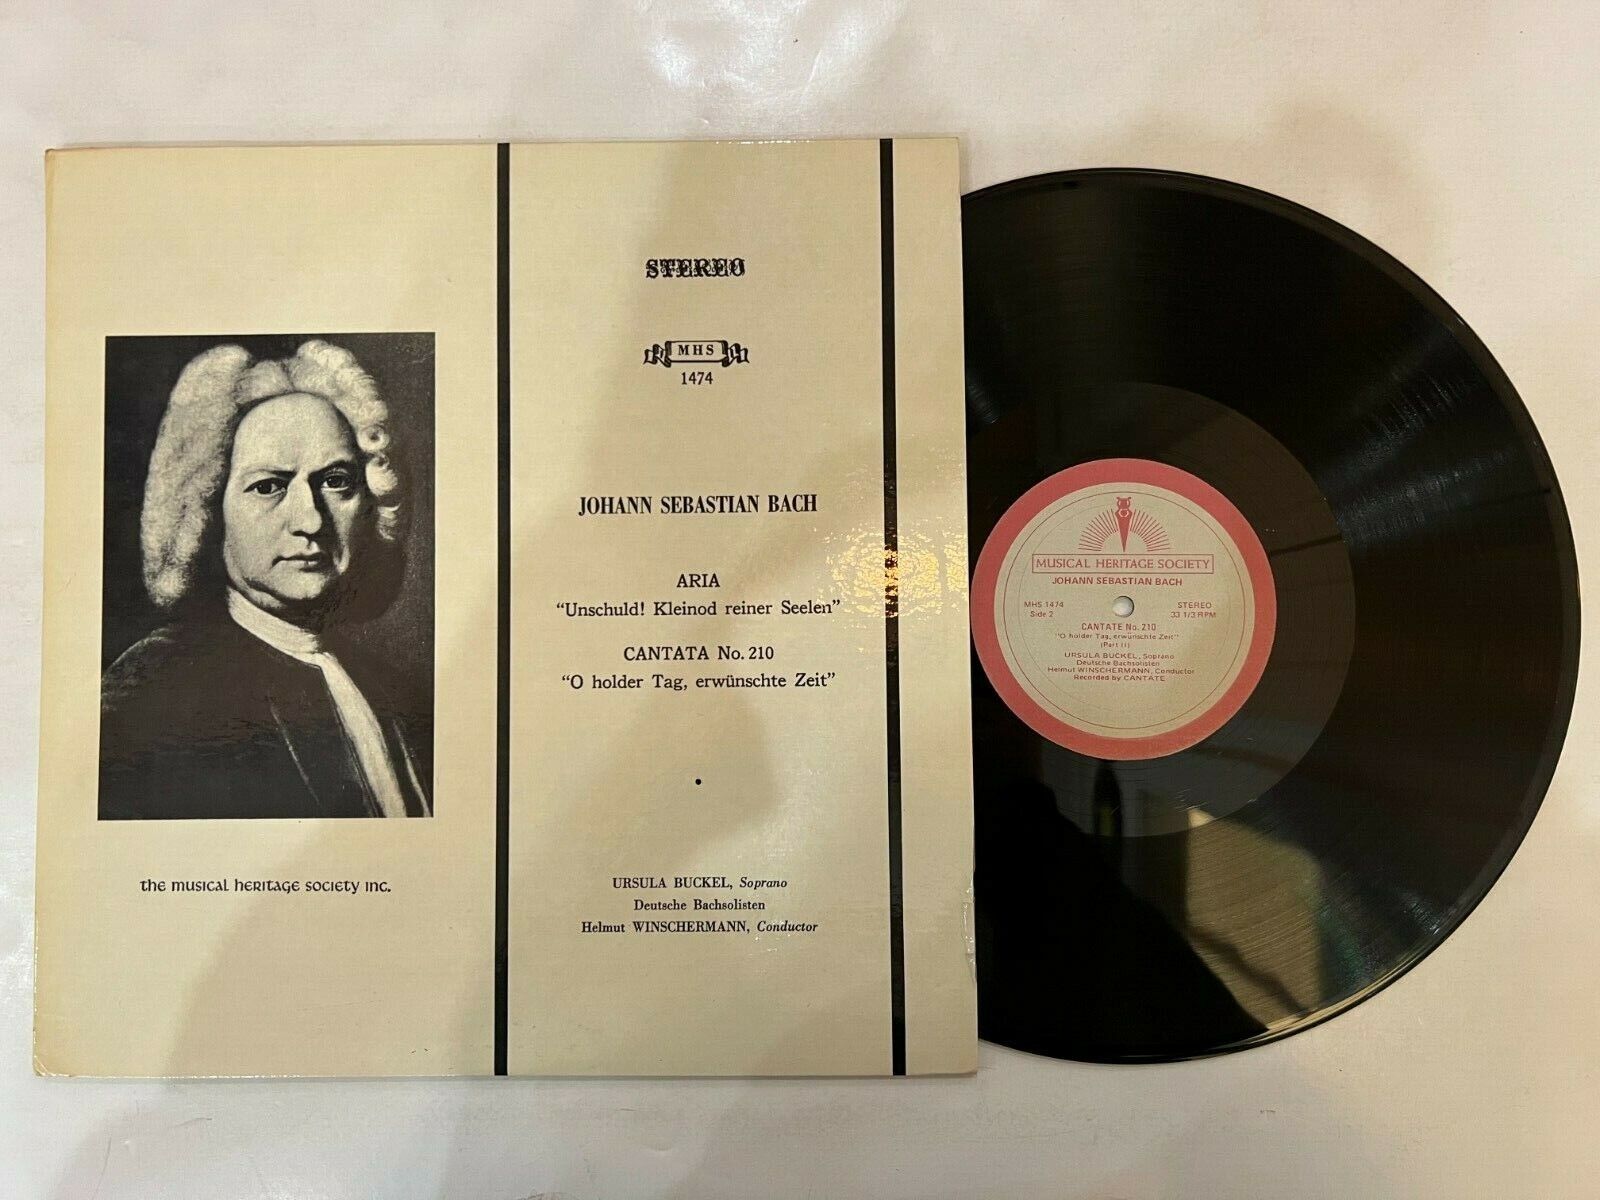 STEREO
MHS
1474
JOHANN SEBASTIAN BACH
ARIA
"Unschuld! Kleinod reiner Seelen"
CANTATA No. 210
"O holder Tag, erwünschte Zeit"
URSULA BUCKEL, Soprano
Deutsche Bachsolisten
Helmut WINSCHERMANN, Conductor
the musical heritage society inc.
MUSICAL HERITAGE SOCIETY
JOHANN SEBASTIAN BACH
MHS 1474 STEREO
Side 2 33 1/3 RPM
CANTATE No. 210
"O holder Tag, erwünschte Zeit"
(Part II)
URSULA BUCKEL, Soprano
Deutsche Bachsolisten
Helmut WINSCHERMANN, Conductor
Recorded by CANTATE